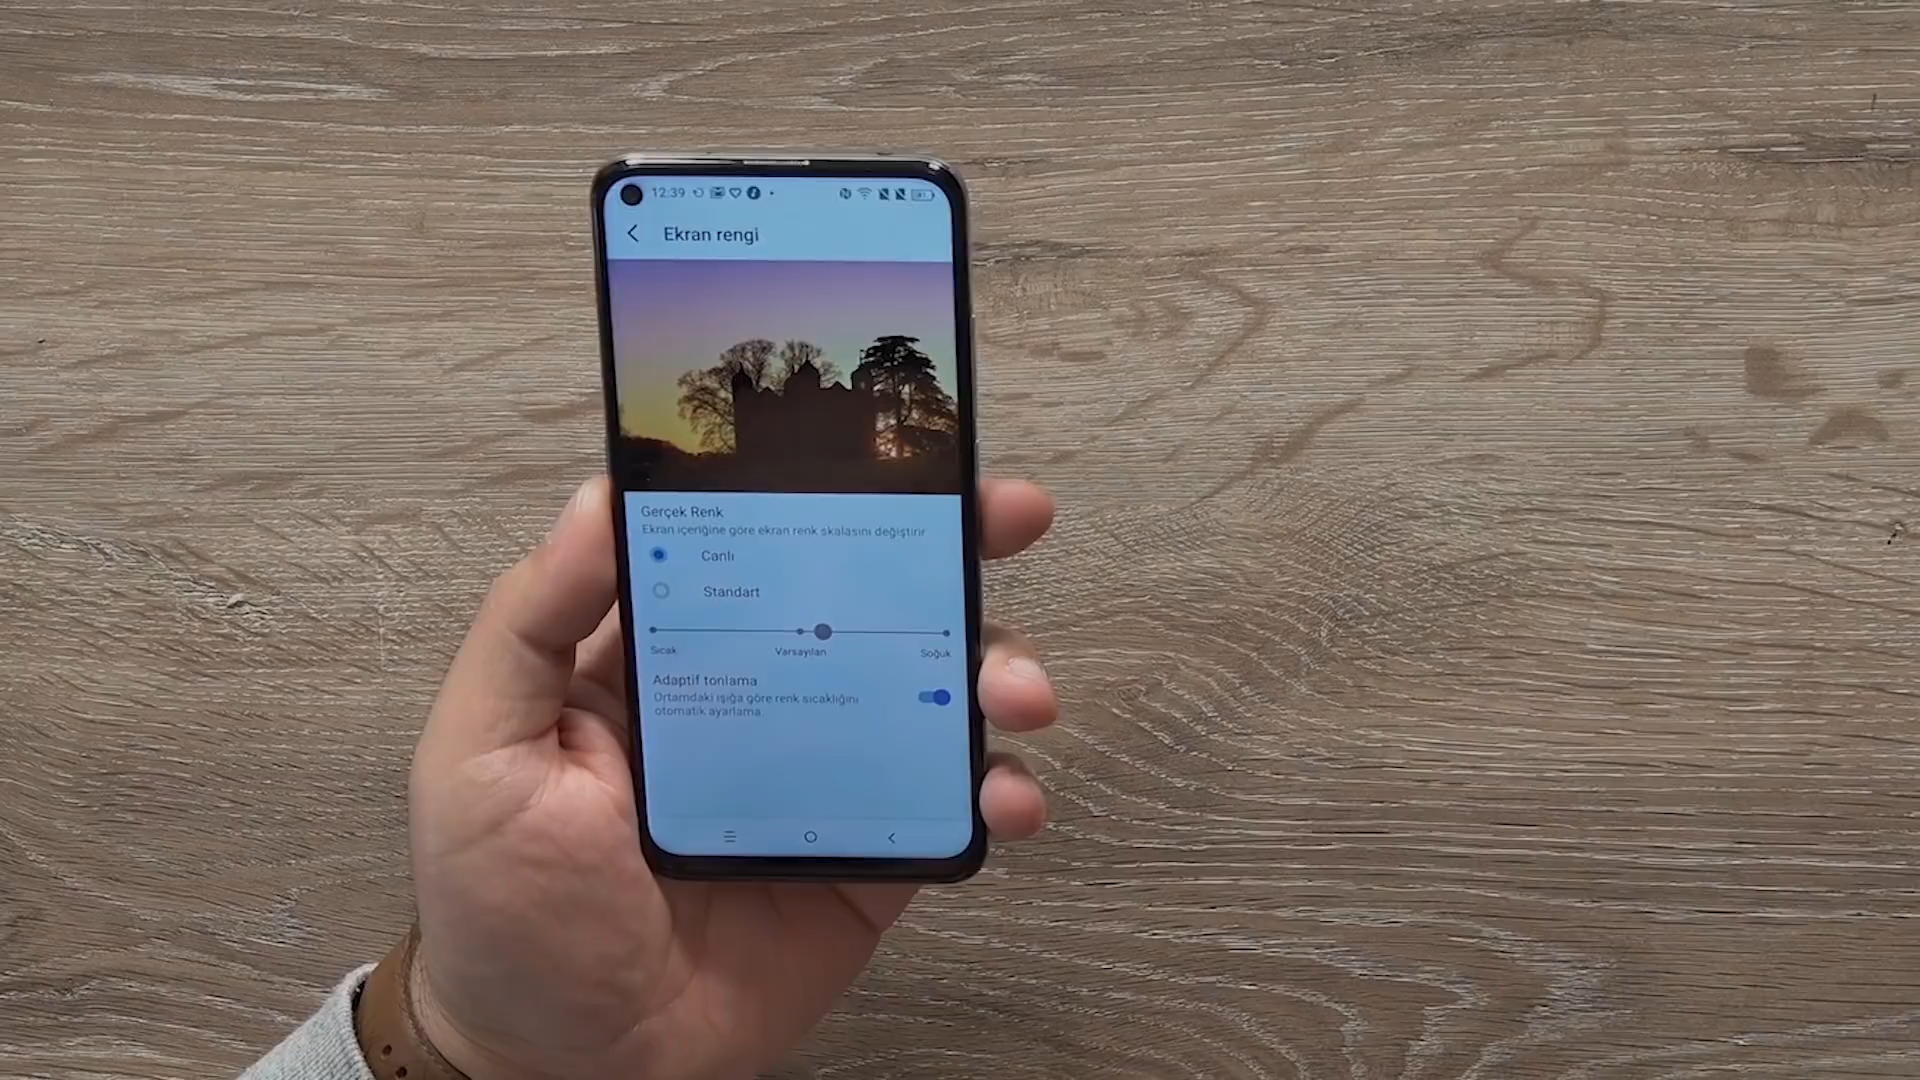 12:39
Ekran rengi
Gerçek Renk
Ekran içeriğine göre ekran renk skalasını değiştirir
Canlı
Standart
Sıcak
Varsayılan
Soğuk
Adaptif tonlama
Ortamdaki ışığa göre renk sıcaklığını
otomatik ayarlama.